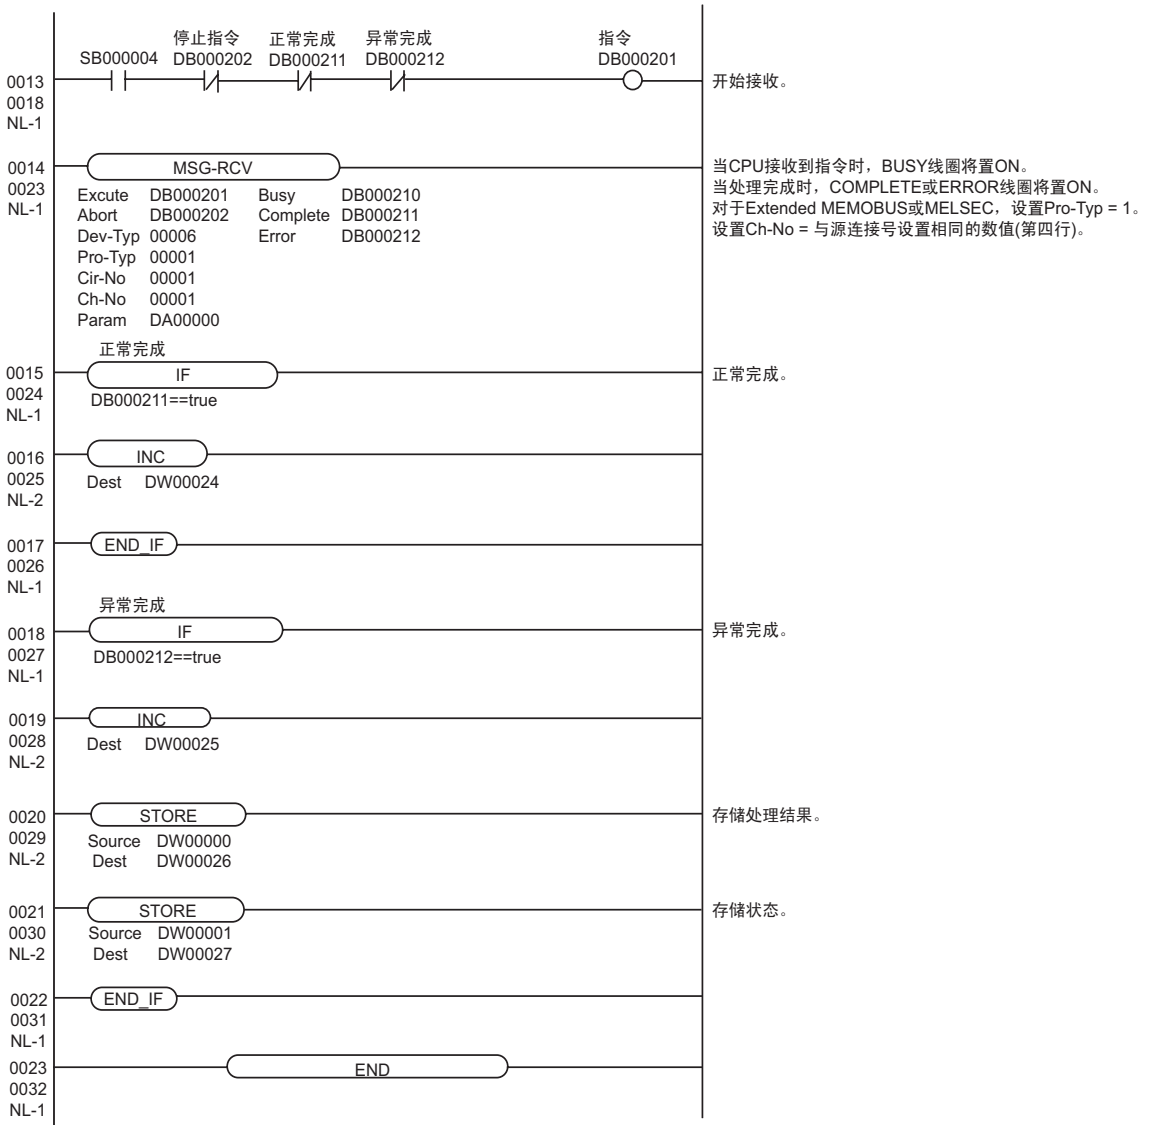 停止指令 正常完成 异常完成 指令
SB000004 DB000202 DB000211 DB000212 DB000201
0013
0018
NL-1
开始接收。
0014
0023
NL-1
MSG-RCV
Excute DB000201 Busy DB000210
Abort DB000202 Complete DB000211
Dev-Typ 00006 Error DB000212
Pro-Typ 00001
Cir-No 00001
Ch-No 00001
Param DA00000
当CPU接收到指令时，BUSY线圈将置ON。
当处理完成时，COMPLETE或ERROR线圈将置ON。
对于Extended MEMOBUS或MELSEC，设置Pro-Typ = 1。
设置Ch-No = 与源连接号设置相同的数值(第四行)。
正常完成
0015
0024
NL-1
IF
DB000211==true
正常完成。
0016
0025
NL-2
INC
Dest DW00024
0017
0026
NL-1
END_IF
异常完成
0018
0027
NL-1
IF
DB000212==true
异常完成。
0019
0028
NL-2
INC
Dest DW00025
0020
0029
NL-2
STORE
Source DW00000
Dest DW00026
存储处理结果。
0021
0030
NL-2
STORE
Source DW00001
Dest DW00027
存储状态。
0022
0031
NL-1
END_IF
0023
0032
NL-1
END